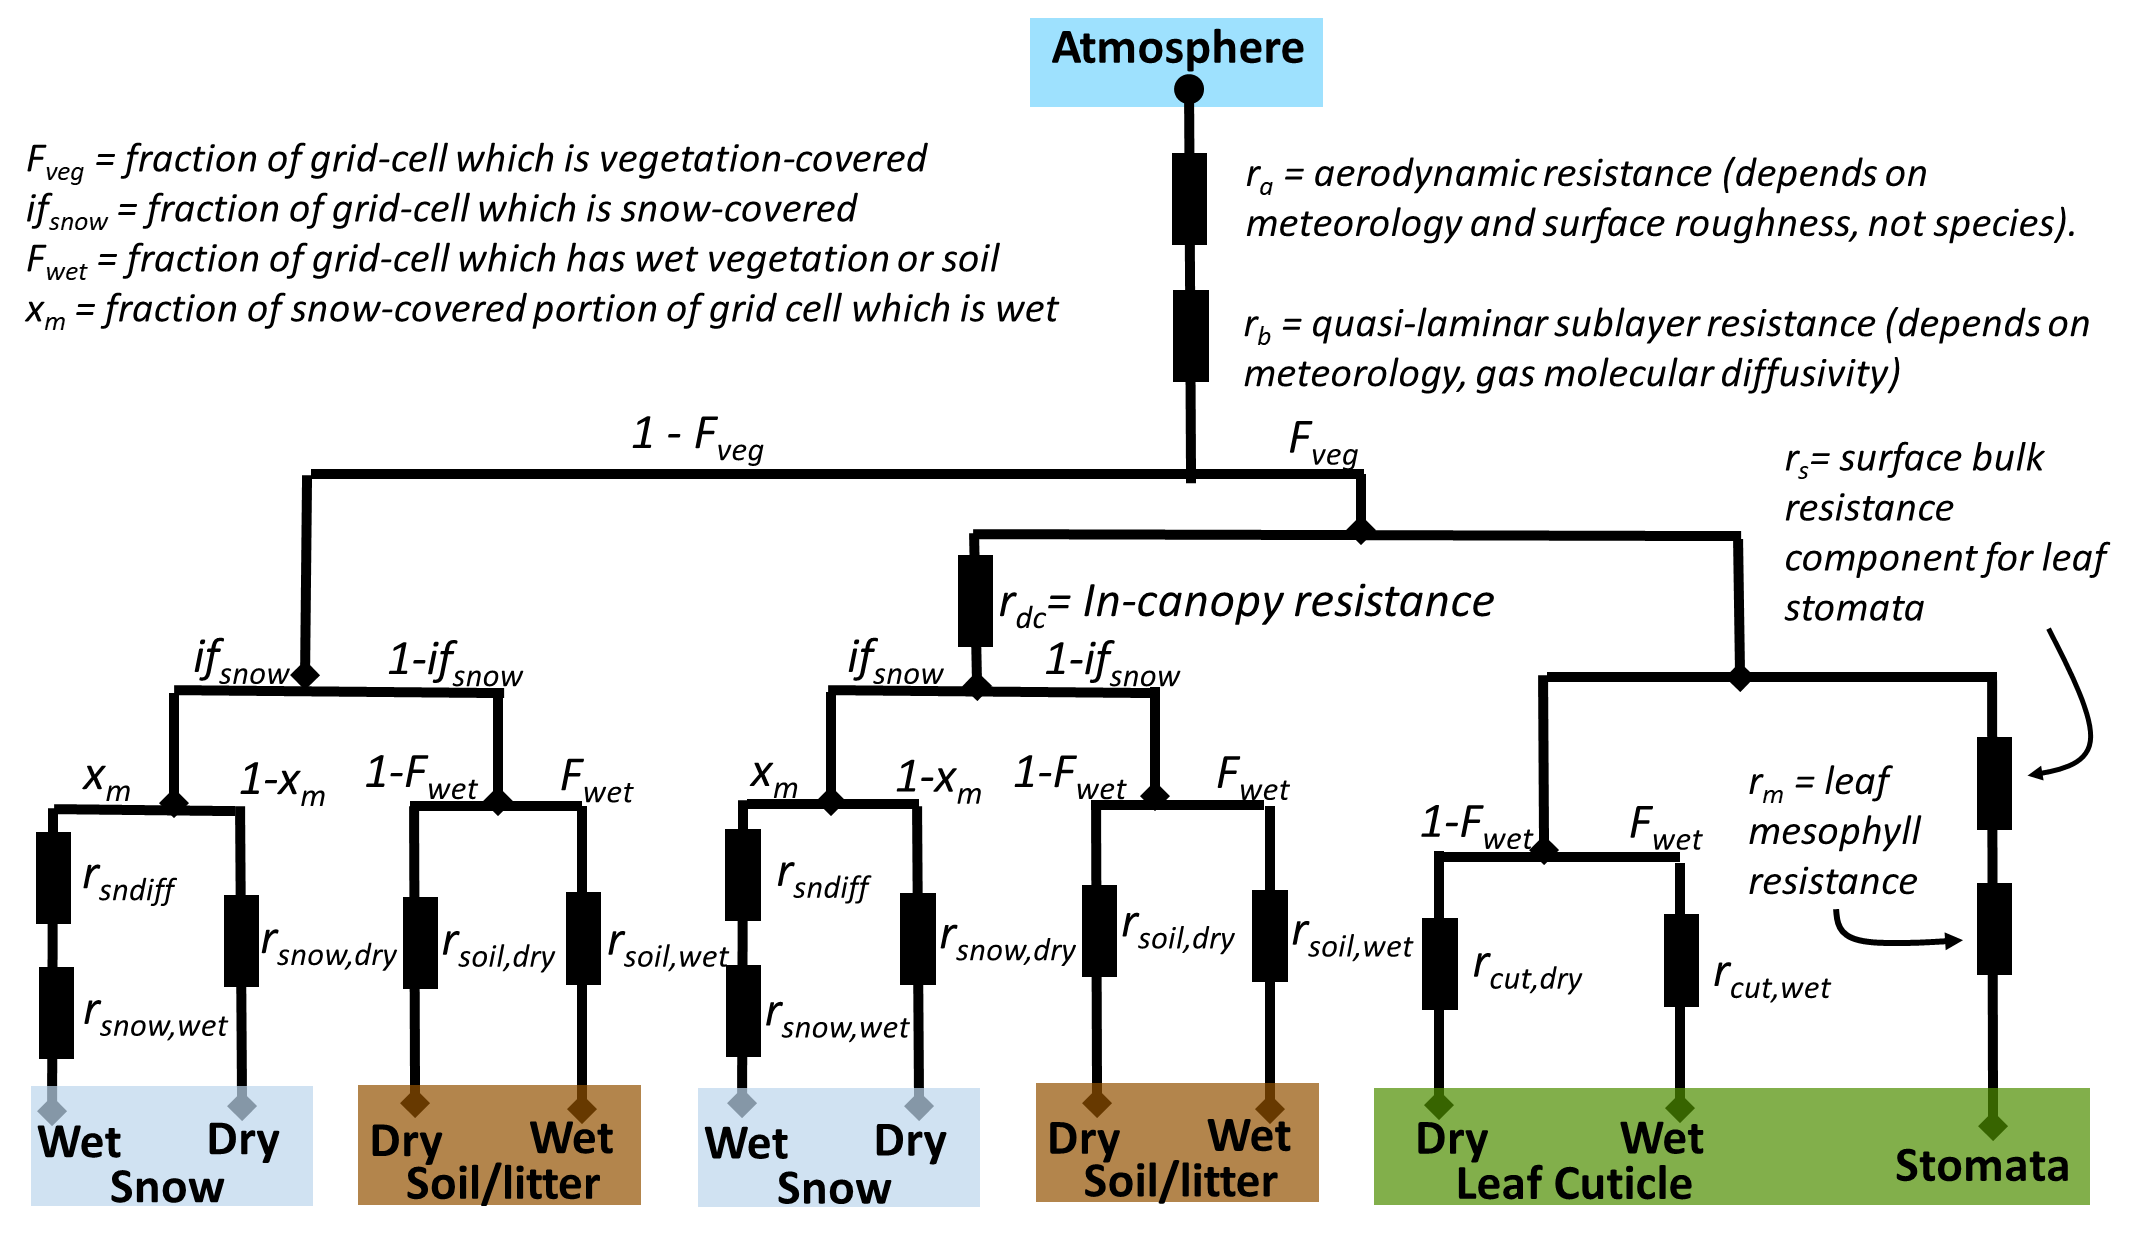 Atmosphere
F_veg = fraction of grid-cell which is vegetation-covered
if_snow = fraction of grid-cell which is snow-covered
F_wet = fraction of grid-cell which has wet vegetation or soil
x_m = fraction of snow-covered portion of grid cell which is wet
r_a = aerodynamic resistance (depends on
meteorology and surface roughness, not species).
r_b = quasi-laminar sublayer resistance (depends on
meteorology, gas molecular diffusivity)
1 - F_veg
F_veg
r_s= surface bulk
resistance
component for leaf
stomata
r_dc= In-canopy resistance
if_snow
1-if_snow
if_snow
1-if_snow
x_m
1-x_m
1-F_wet
F_wet
x_m
1-x_m
1-F_wet
F_wet
1-F_wet
F_wet
r_m = leaf
mesophyll
resistance
r_sndiff
r_snow,dry
r_soil,dry
r_soil,wet
r_snow,wet
r_sndiff
r_snow,dry
r_soil,dry
r_soil,wet
r_snow,wet
r_cut,dry
r_cut,wet
Wet
Dry
Snow
Dry
Wet
Soil/litter
Wet
Dry
Snow
Dry
Wet
Soil/litter
Dry
Wet
Leaf Cuticle
Stomata